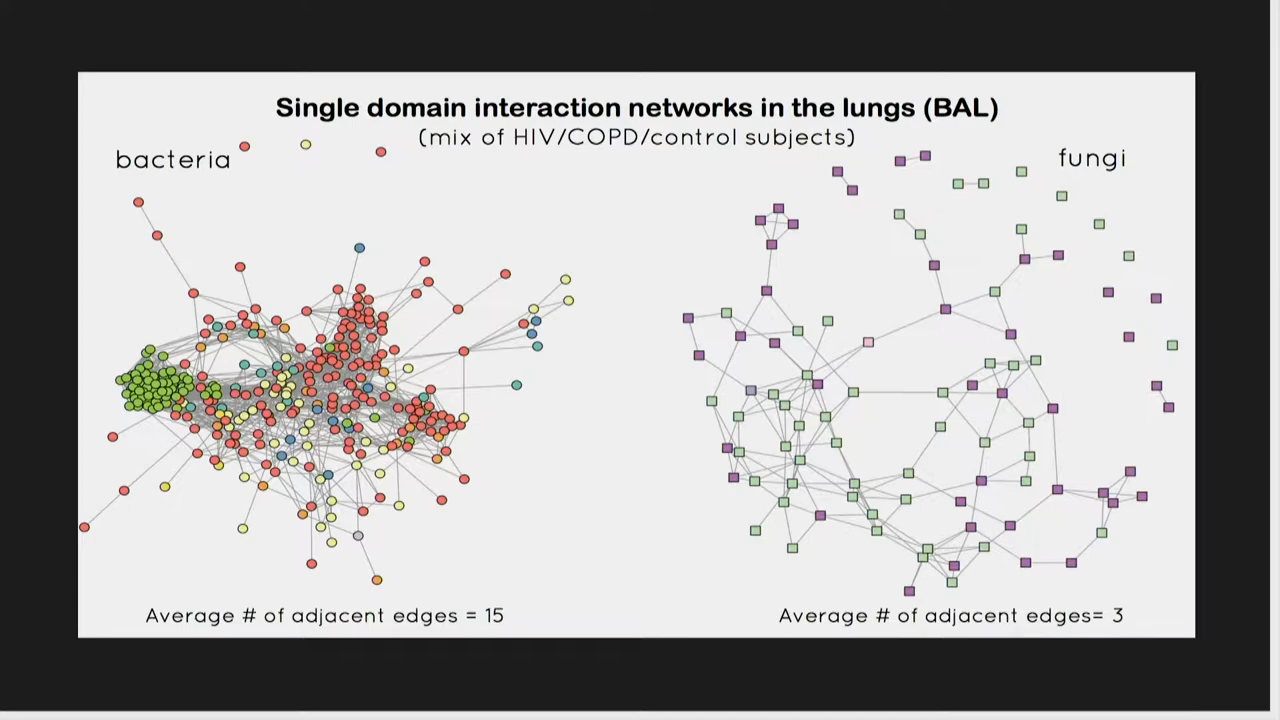 Single domain interaction networks in the lungs (BAL)
(mix of HIV/COPD/control subjects)
bacteria
fungi
Average # of adjacent edges = 15
Average # of adjacent edges= 3